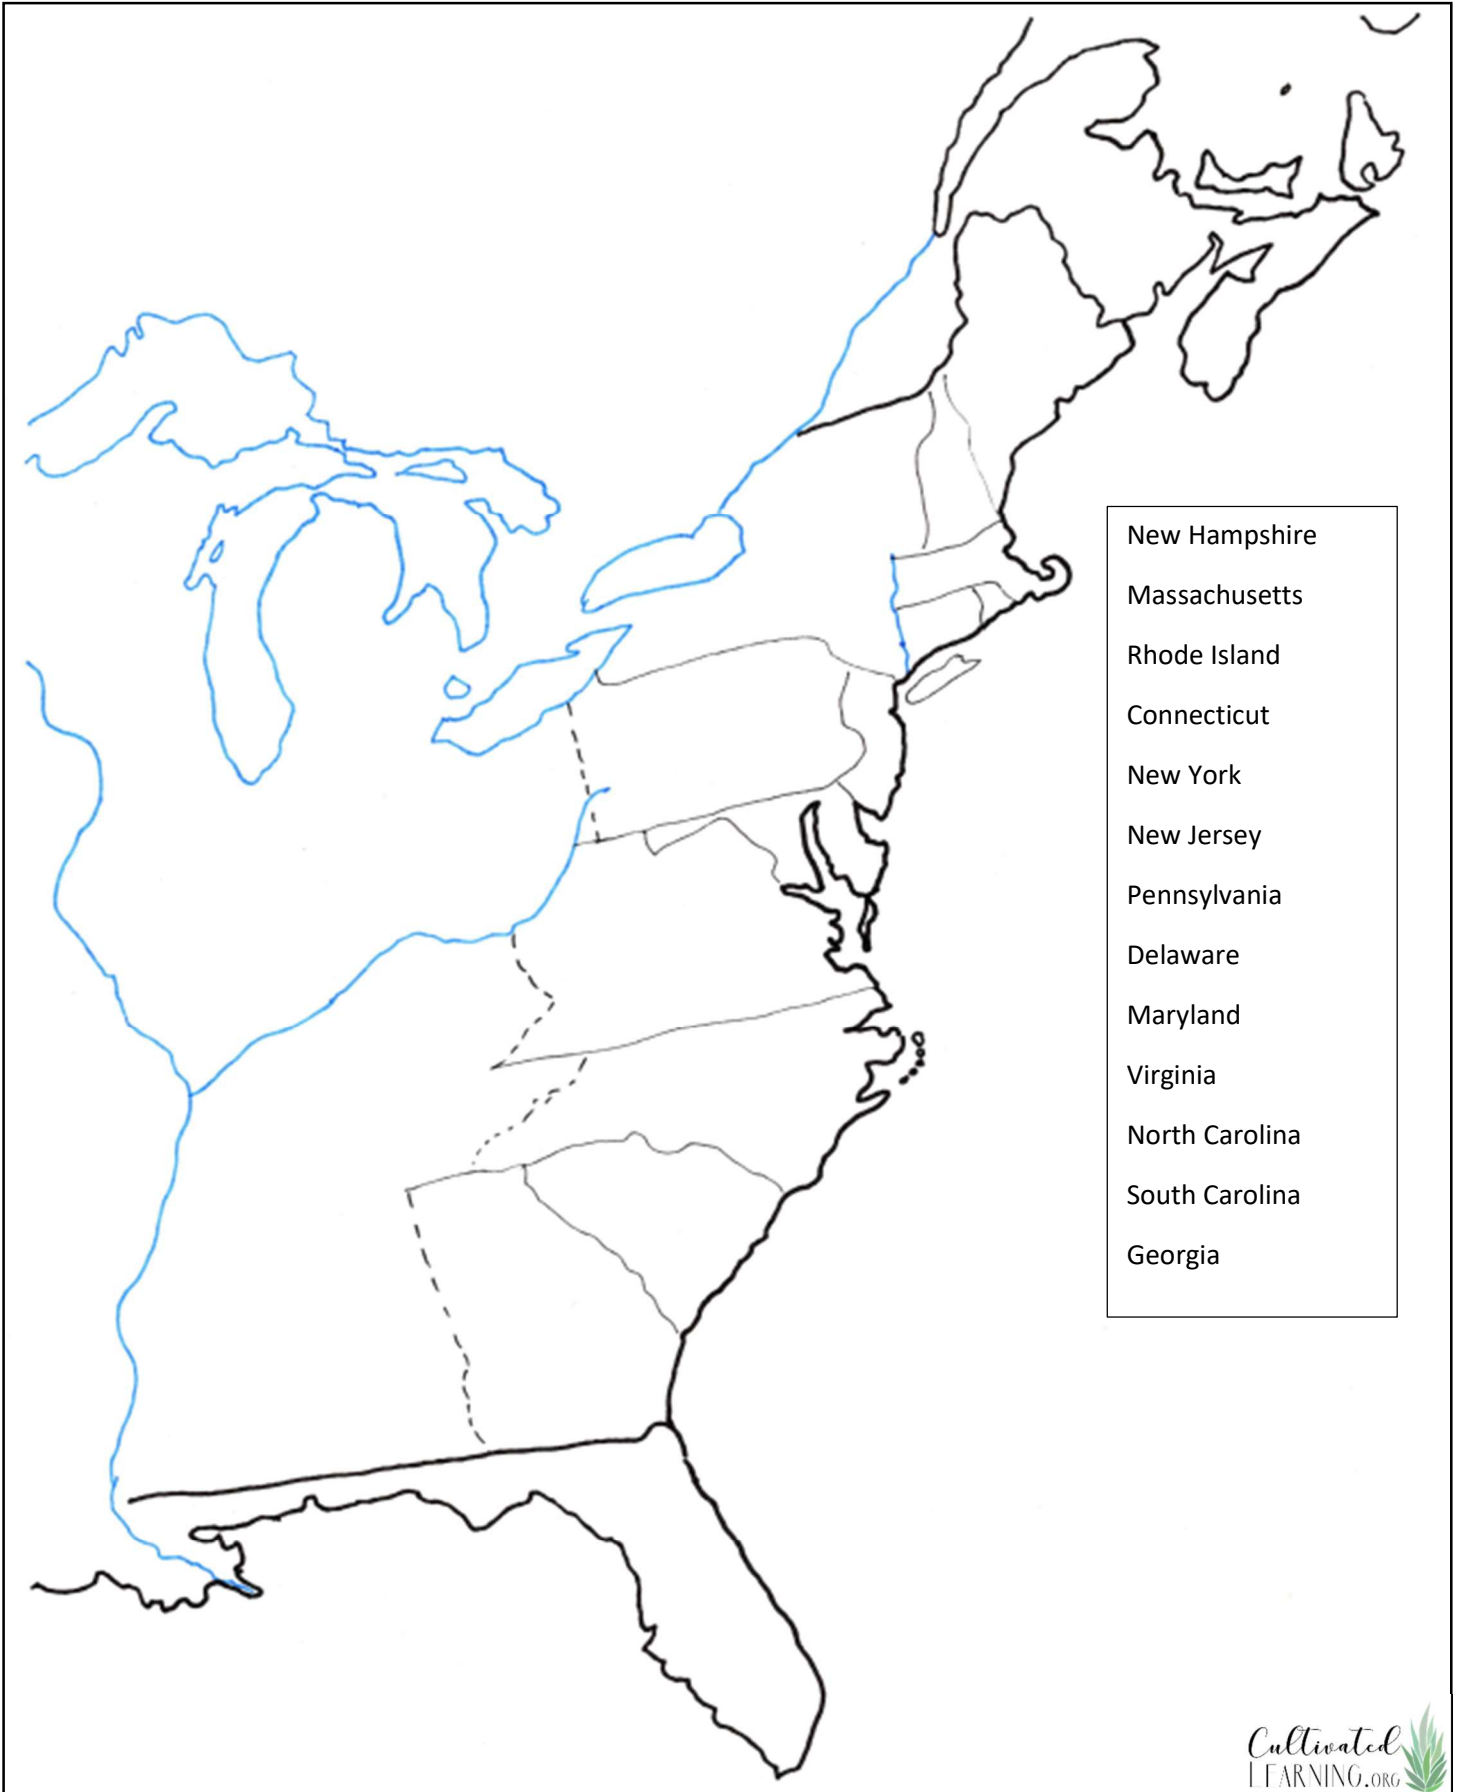 New Hampshire
Massachusetts
Rhode Island
Connecticut
New York
New Jersey
Pennsylvania
Delaware
Maryland
Virginia
North Carolina
South Carolina
Georgia
Cultivated
LEARNING.ORG